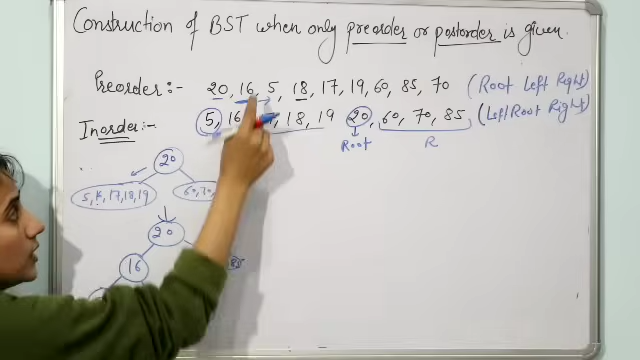 Construction of BST when only preorder or postorder is given.
Preorder:- 20, 16, 5, 18, 17, 19, 60, 85, 70 (Root Left Right)
Inorder:- 5, 16 , 18, 19 20, 60, 70, 85 (Left Root Right)
Root R
20
5, 16, 17, 18, 19 60, 70,
20
16